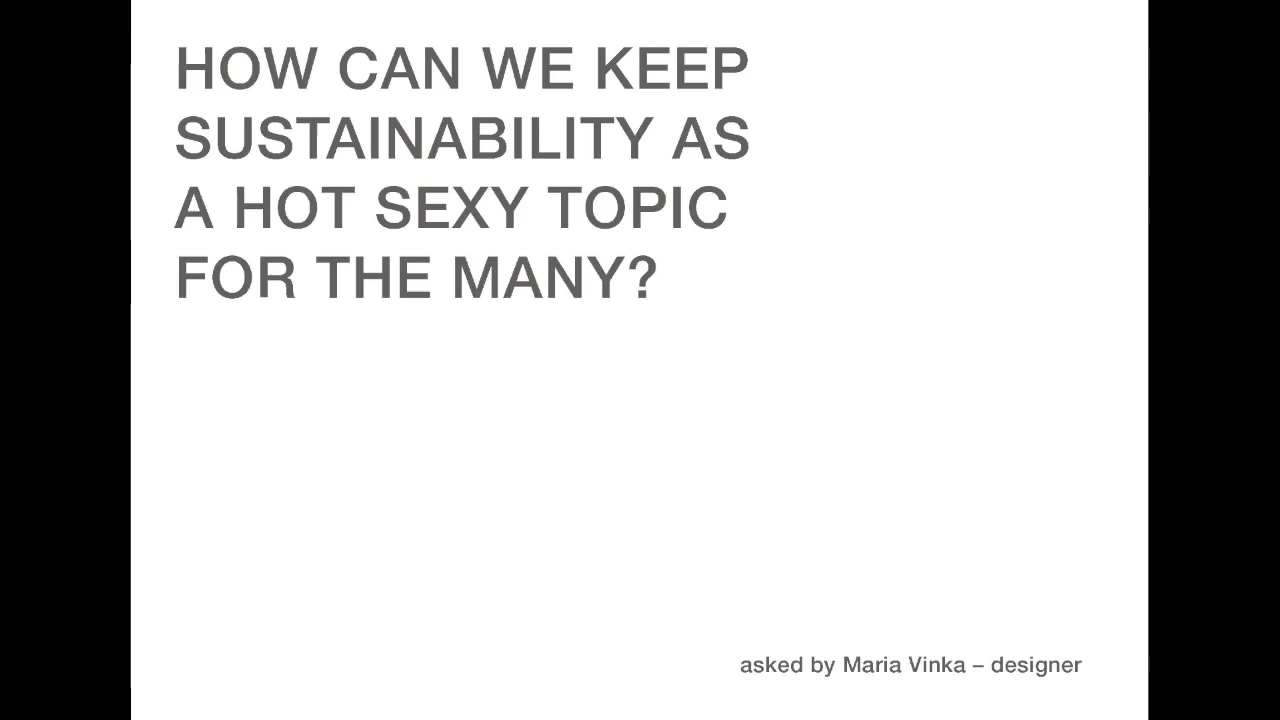 HOW CAN WE KEEP
SUSTAINABILITY AS
A HOT SEXY TOPIC
FOR THE MANY?
asked by Maria Vinka – designer